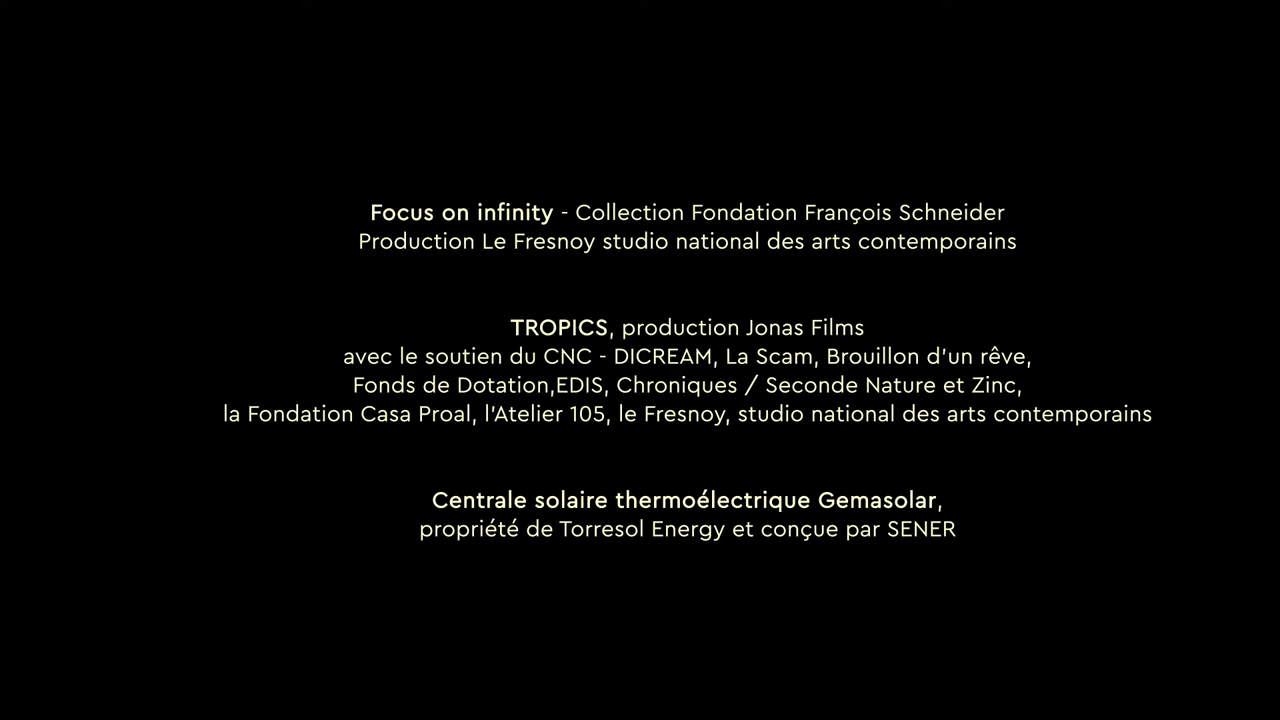 Focus on infinity - Collection Fondation François Schneider
Production Le Fresnoy studio national des arts contemporains
TROPICS, production Jonas Films
avec le soutien du CNC - DICREAM, La Scam, Brouillon d'un rêve,
Fonds de Dotation,EDIS, Chroniques / Seconde Nature et Zinc,
la Fondation Casa Proal, l'Atelier 105, le Fresnoy, studio national des arts contemporains
Centrale solaire thermoélectrique Gemasolar,
propriété de Torresol Energy et conçue par SENER